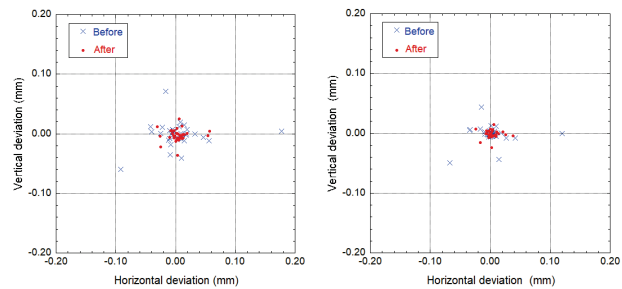 0.20
× Before
• After
0.10
0.00
-0.10
-0.20
Vertical deviation (mm)
-0.20 -0.10 0.00 0.10 0.20
Horizontal deviation (mm)
0.20
× Before
• After
0.10
0.00
-0.10
-0.20
Vertical deviation (mm)
-0.20 -0.10 0.00 0.10 0.20
Horizontal deviation (mm)